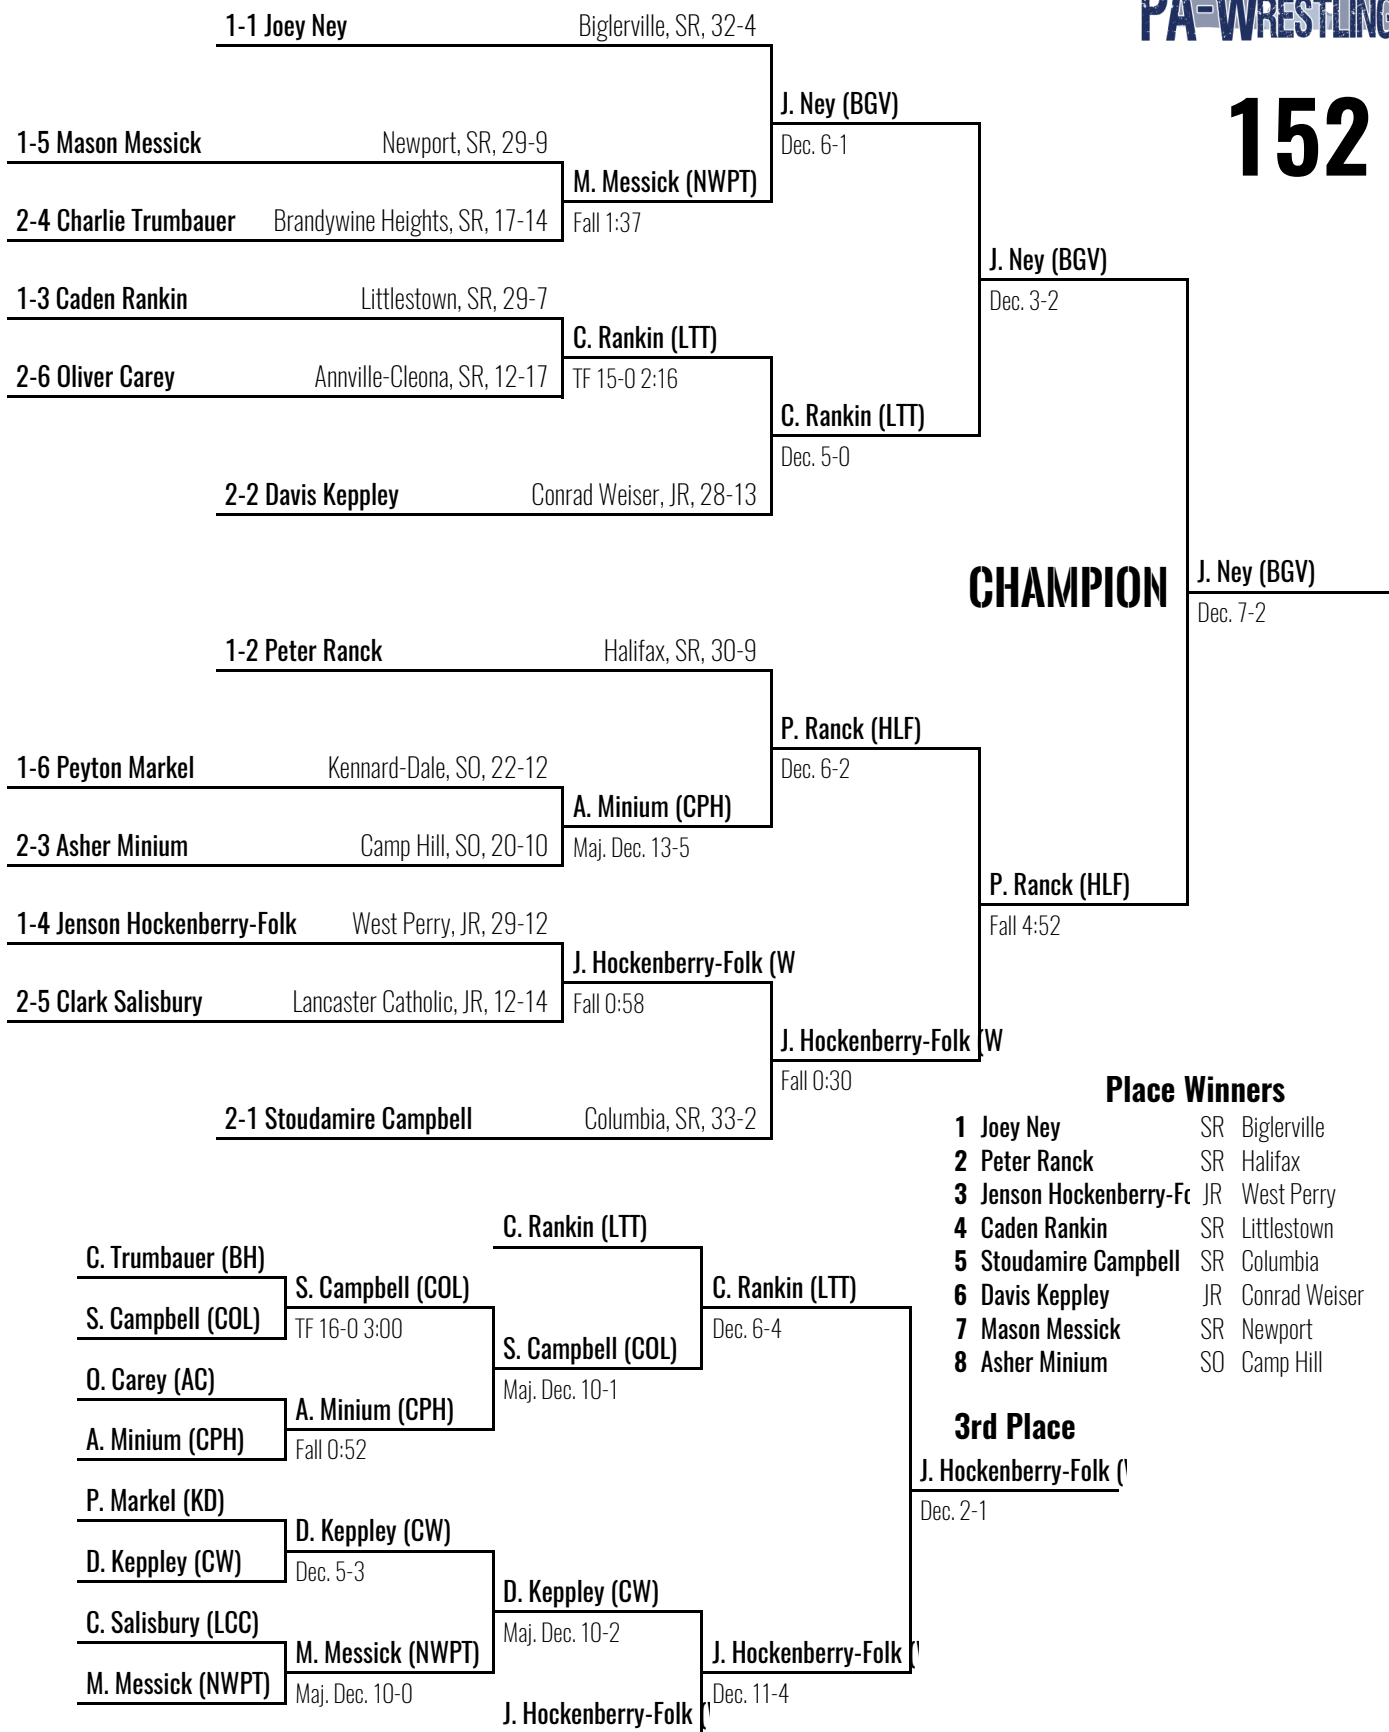 PA-WRESTLING
152
1-1 Joey Ney Biglerville, SR, 32-4
J. Ney (BGV)
Dec. 6-1
1-5 Mason Messick Newport, SR, 29-9
M. Messick (NWPT)
Fall 1:37
2-4 Charlie Trumbauer Brandywine Heights, SR, 17-14
J. Ney (BGV)
Dec. 3-2
1-3 Caden Rankin Littlestown, SR, 29-7
C. Rankin (LTT)
TF 15-0 2:16
2-6 Oliver Carey Annville-Cleona, SR, 12-17
C. Rankin (LTT)
Dec. 5-0
2-2 Davis Keppley Conrad Weiser, JR, 28-13
CHAMPION
J. Ney (BGV)
Dec. 7-2
1-2 Peter Ranck Halifax, SR, 30-9
P. Ranck (HLF)
Dec. 6-2
1-6 Peyton Markel Kennard-Dale, SO, 22-12
A. Minium (CPH)
Maj. Dec. 13-5
2-3 Asher Minium Camp Hill, SO, 20-10
P. Ranck (HLF)
Fall 4:52
1-4 Jenson Hockenberry-Folk West Perry, JR, 29-12
J. Hockenberry-Folk (W
Fall 0:58
2-5 Clark Salisbury Lancaster Catholic, JR, 12-14
J. Hockenberry-Folk (W
Fall 0:30
2-1 Stoudamire Campbell Columbia, SR, 33-2
Place Winners
1 Joey Ney SR Biglerville
2 Peter Ranck SR Halifax
3 Jenson Hockenberry-Fo JR West Perry
4 Caden Rankin SR Littlestown
5 Stoudamire Campbell SR Columbia
6 Davis Keppley JR Conrad Weiser
7 Mason Messick SR Newport
8 Asher Minium SO Camp Hill
C. Rankin (LTT)
C. Trumbauer (BH)
S. Campbell (COL)
TF 16-0 3:00
S. Campbell (COL)
C. Rankin (LTT)
Dec. 6-4
S. Campbell (COL)
Maj. Dec. 10-1
O. Carey (AC)
A. Minium (CPH)
Fall 0:52
A. Minium (CPH)
3rd Place
J. Hockenberry-Folk (
Dec. 2-1
P. Markel (KD)
D. Keppley (CW)
Dec. 5-3
D. Keppley (CW)
D. Keppley (CW)
Maj. Dec. 10-2
C. Salisbury (LCC)
M. Messick (NWPT)
Maj. Dec. 10-0
M. Messick (NWPT)
J. Hockenberry-Folk (
Dec. 11-4
J. Hockenberry-Folk (